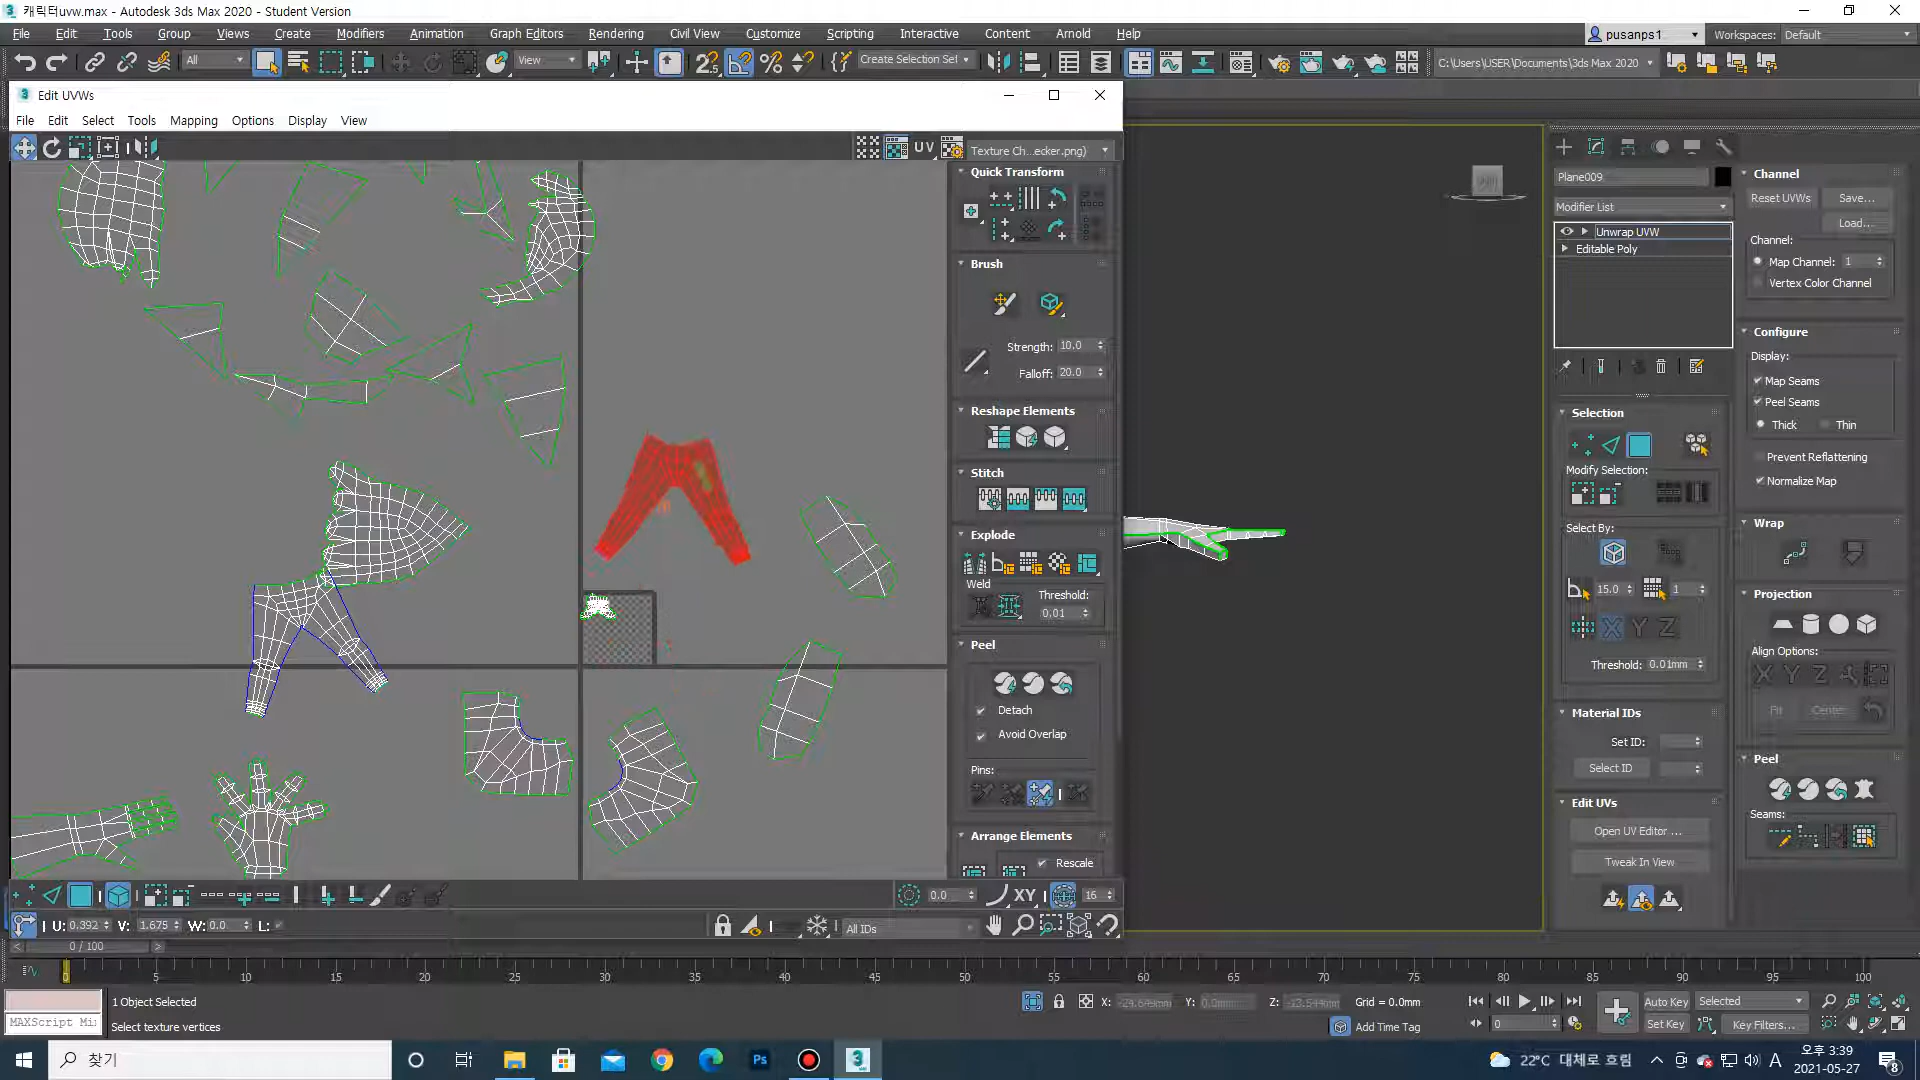 캐릭터uvw.max - Autodesk 3ds Max 2020 - Student Version
File Edit Tools Group Views Create Modifiers Animation Graph Editors Rendering Civil View Customize Scripting Interactive Content Arnold Help
pusanps1...
Workspaces: Default
All
View
Create Selection Set
C:\Users\USER\Documents\3ds Max 2020
Edit UVWs
File Edit Select Tools Mapping Options Display View
UV
Texture Ch...ecker.png)
Quick Transform
Brush
Strength: 10.0
Falloff: 20.0
Reshape Elements
Stitch
Explode
Weld
Threshold:
0.01
Peel
Detach
Avoid Overlap
Pins:
Arrange Elements
Rescale
0.0
XY
16
U: 0.392 V: 1.675 W: 0.0 L:
All IDs
Plane009
Modifier List
Unwrap UVW
Editable Poly
Selection
Modify Selection:
Select By:
15.0
1
X Y Z
Threshold: 0.01mm
Material IDs
Set ID:
Select ID
Edit UVs
Open UV Editor ...
Tweak In View
Channel
Reset UVWs Save...
Load...
Channel:
Map Channel: 1
Vertex Color Channel
Configure
Display:
Map Seams
Peel Seams
Thick Thin
Prevent Reflattening
Normalize Map
Wrap
Projection
Align Options:
X Y Z
Fit Center
Peel
Seams:
0 / 100
0 5 10 15 20 25 30 35 40 45 50 55 60 65 70 75 80 85 90 95 100
1 Object Selected
MAXScript Mi
Select texture vertices
X: -24.645mm Y: 0.0mm Z: -13.544mm Grid = 0.0mm
Add Time Tag
0
Auto Key Selected
Set Key Key Filters...
찾기
Ps
22°C 대체로 흐림
A
오후 3:39
2021-05-27
8